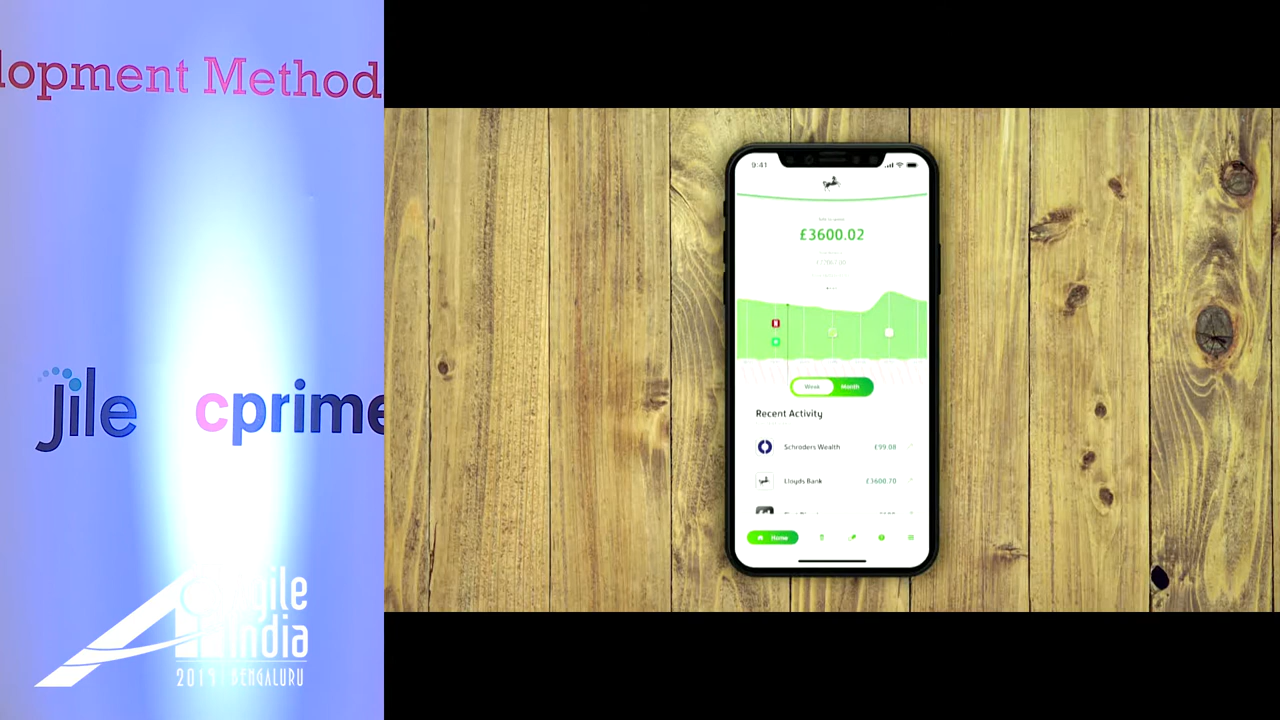 lopment Method
jile
cprime
Agile
India
2019 BENGALURU
9:41
£3600.02
Week
Month
Recent Activity
Schroders Wealth
£99.08
Lloyds Bank
£3600.70
Home